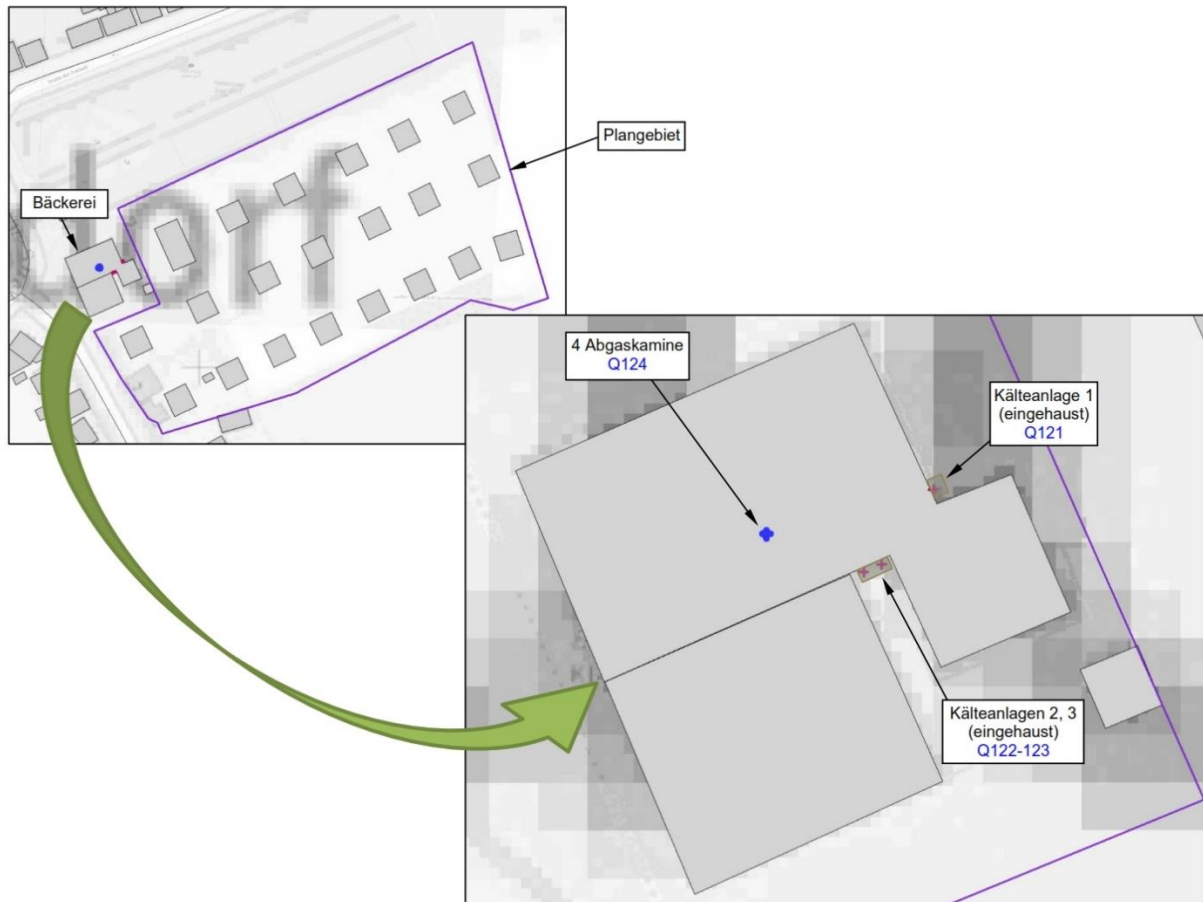 Plangebiet
Bäckerei
dorf
4 Abgaskamine
Q124
Kälteanlage 1
(eingehaust)
Q121
Kälteanlagen 2, 3
(eingehaust)
Q122-123